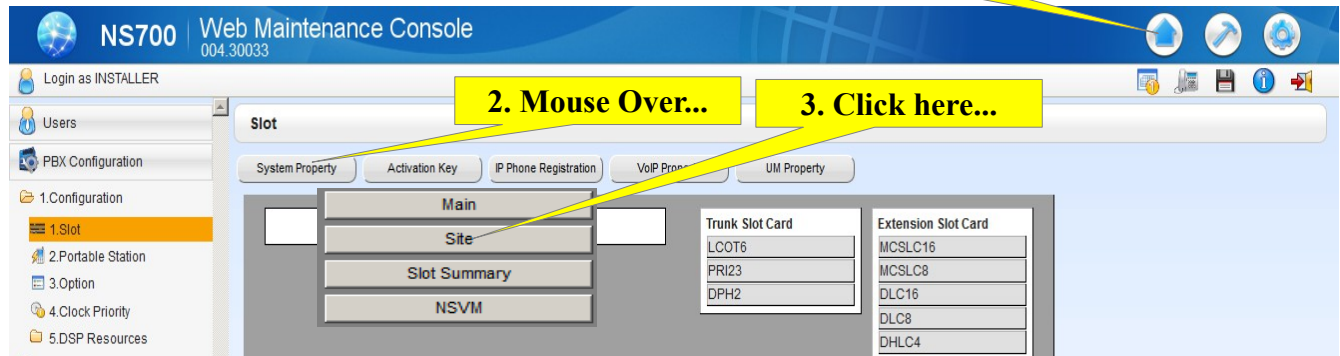 NS700
Web Maintenance Console
004.30033
Login as INSTALLER
2. Mouse Over...
3. Click here...
Users
Slot
PBX Configuration
System Property
Activation Key
IP Phone Registration
VoIP
UM Property
1.Configuration
Main
Site
Slot Summary
NSVM
1.Slot
2.Portable Station
3.Option
4.Clock Priority
5.DSP Resources
Trunk Slot Card
LCOT6
PRI23
DPH2
Extension Slot Card
MCSLC16
MCSLC8
DLC16
DLC8
DHLC4